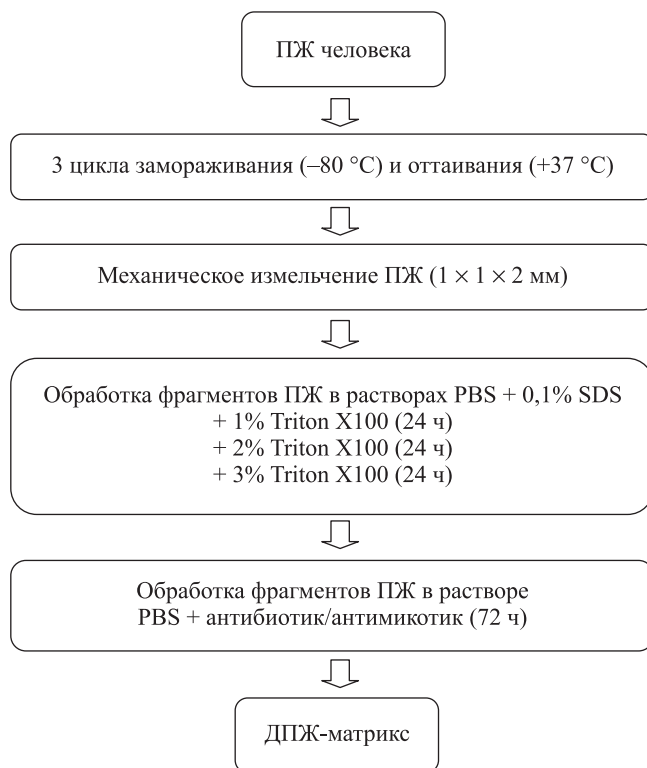 ПЖ человека
3 цикла замораживания (–80 °C) и оттаивания (+37 °C)
Механическое измельчение ПЖ (1 × 1 × 2 мм)
Обработка фрагментов ПЖ в растворах PBS + 0,1% SDS
+ 1% Triton X100 (24 ч)
+ 2% Triton X100 (24 ч)
+ 3% Triton X100 (24 ч)
Обработка фрагментов ПЖ в растворе
PBS + антибиотик/антимикотик (72 ч)
ДПЖ-матрикс